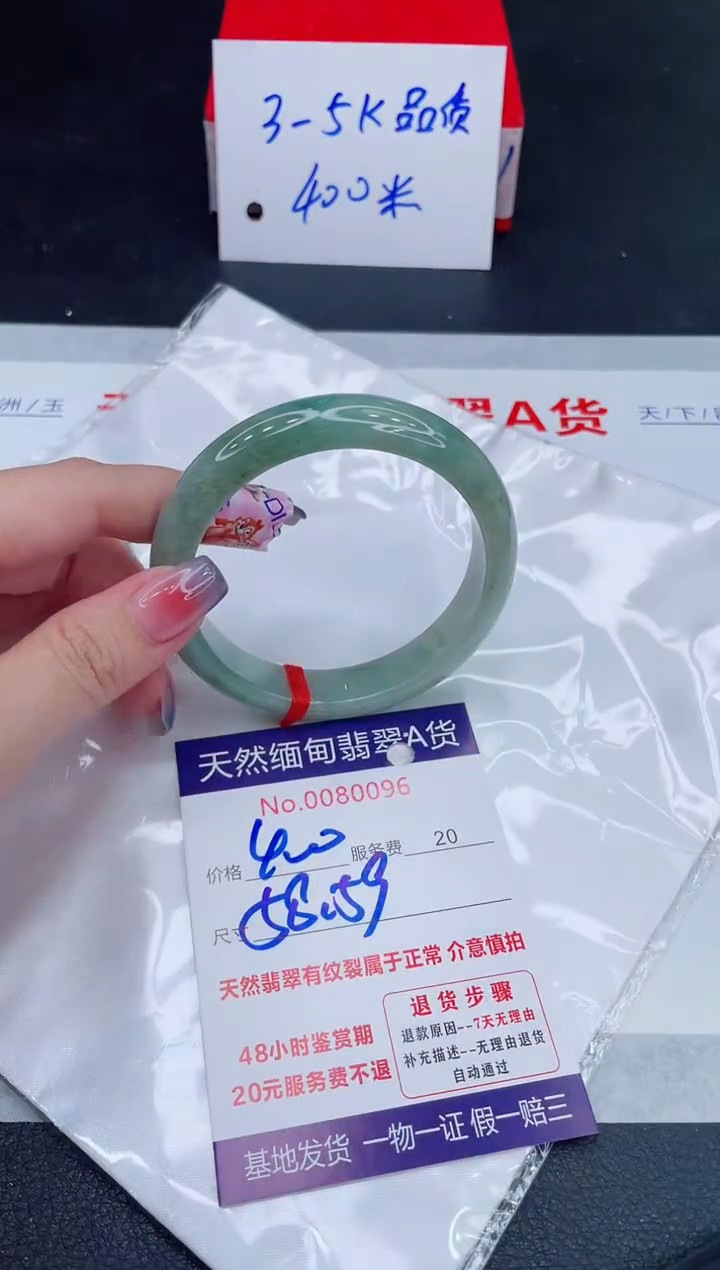 3-5K品质
400米
洲/玉
翠A货
天/下/
天然缅甸翡翠A货
No.0080096
价格 400 服务费 20
尺寸 58.59
天然翡翠有纹裂属于正常 介意慎拍
48小时鉴赏期
20元服务费不退
退货步骤
退款原因--7天无理由
补充描述--无理由退货
自动通过
基地发货 一物一证 假一赔三